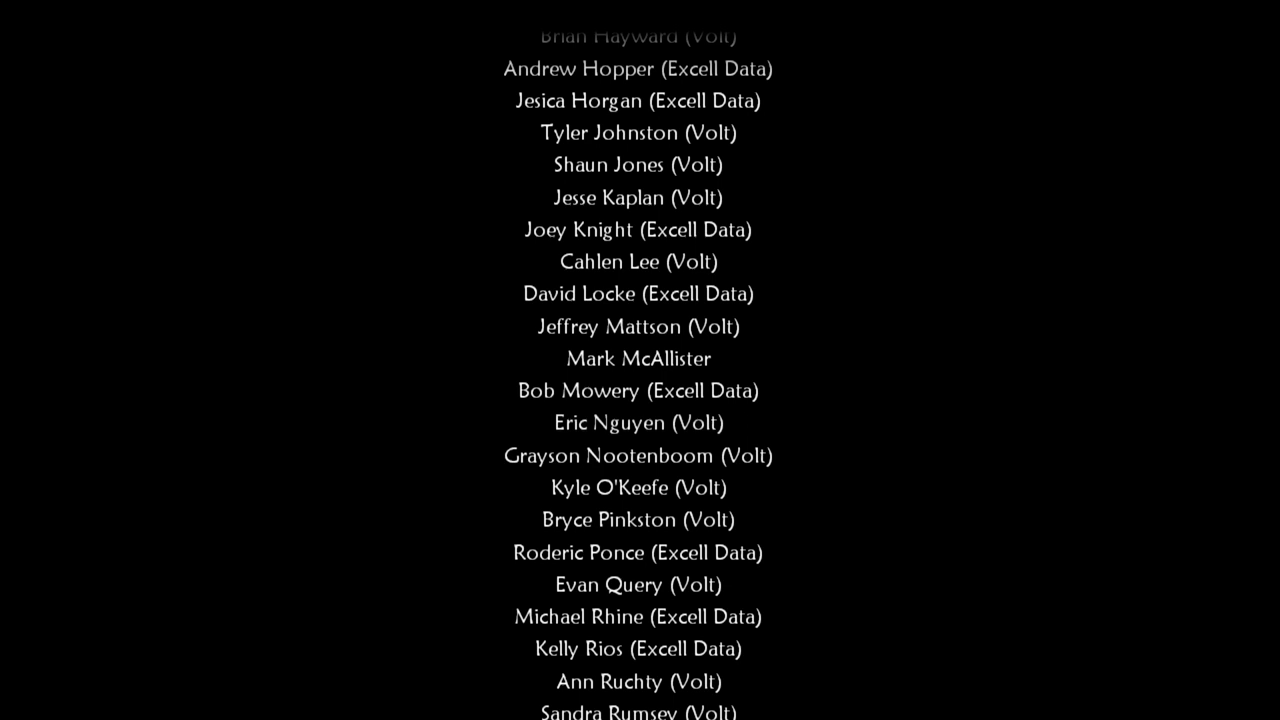 Brian Hayward (Volt)
Andrew Hopper (Excell Data)
Jesica Horgan (Excell Data)
Tyler Johnston (Volt)
Shaun Jones (Volt)
Jesse Kaplan (Volt)
Joey Knight (Excell Data)
Cahlen Lee (Volt)
David Locke (Excell Data)
Jeffrey Mattson (Volt)
Mark McAllister
Bob Mowery (Excell Data)
Eric Nguyen (Volt)
Grayson Nootenboom (Volt)
Kyle O'Keefe (Volt)
Bryce Pinkston (Volt)
Roderic Ponce (Excell Data)
Evan Query (Volt)
Michael Rhine (Excell Data)
Kelly Rios (Excell Data)
Ann Ruchty (Volt)
Sandra Rumsey (Volt)